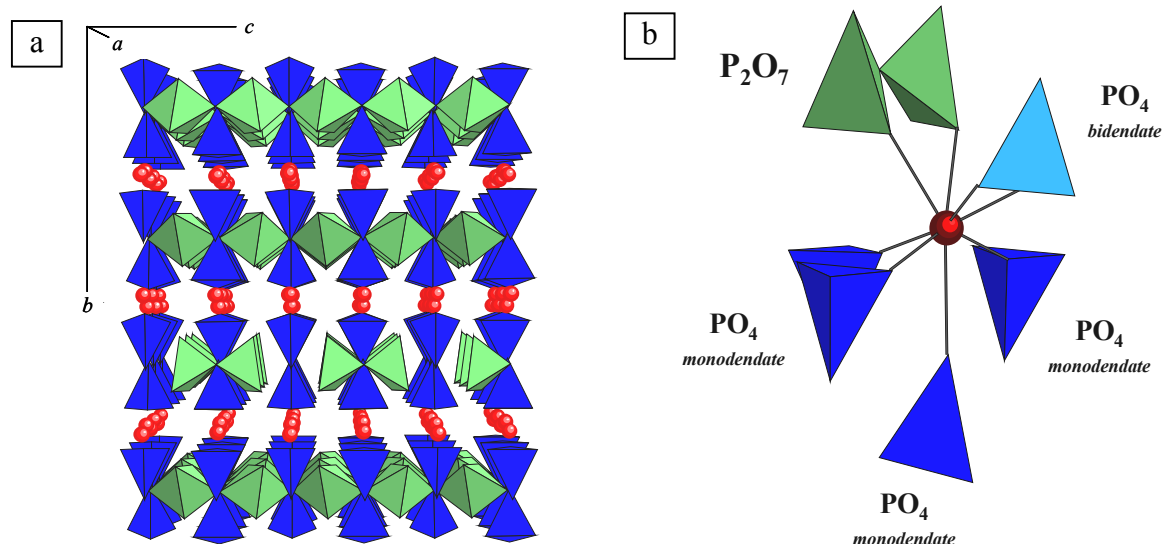 a
c
a
b
b
P₂O₇
PO₄
bidendate
PO₄
monodendate
PO₄
monodendate
PO₄
monodendate